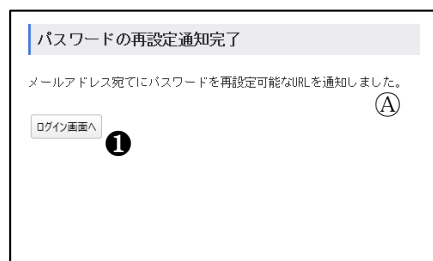 パスワードの再設定通知完了
メールアドレス宛てにパスワードを再設定可能なURLを通知しました。
Ⓐ
ログイン画面へ
❶